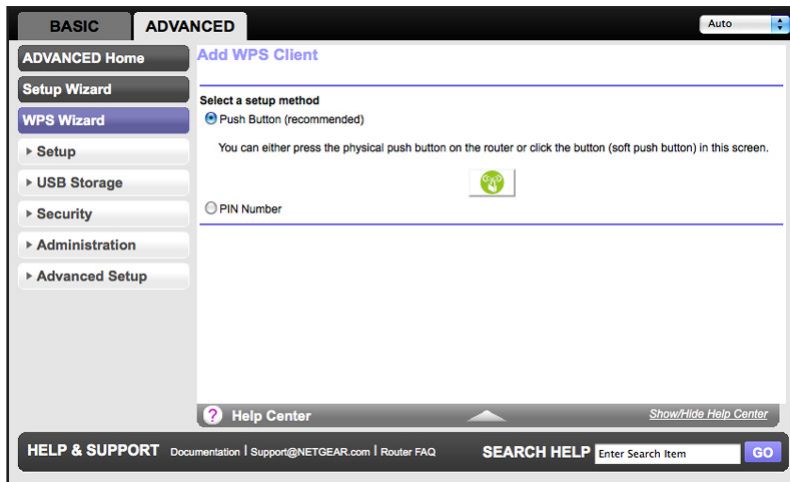 BASIC
ADVANCED
Auto
ADVANCED Home
Setup Wizard
WPS Wizard
Setup
USB Storage
Security
Administration
Advanced Setup
Add WPS Client
Select a setup method
Push Button (recommended)
You can either press the physical push button on the router or click the button (soft push button) in this screen.
PIN Number
? Help Center
Show/Hide Help Center
HELP & SUPPORT Documentation | Support@NETGEAR.com | Router FAQ
SEARCH HELP Enter Search Item GO